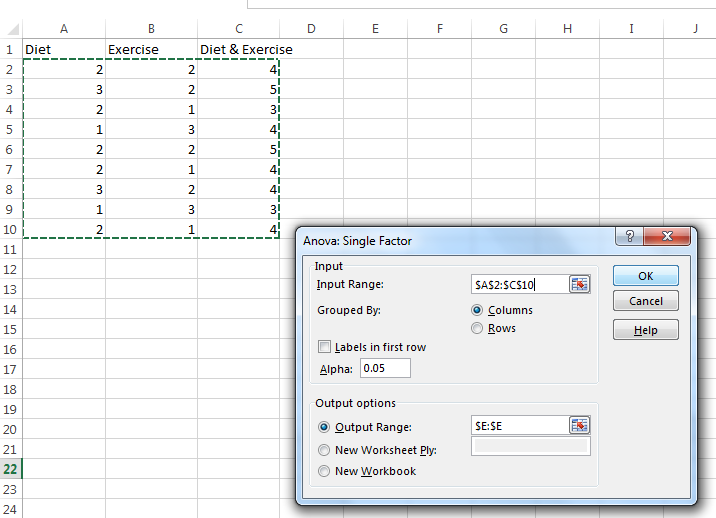 A B C D E F G H I J
1 Diet Exercise Diet & Exercise
2 2 2 4
3 3 2 5
4 2 1 3
5 1 3 4
6 2 2 5
7 2 1 4
8 3 2 4
9 1 3 3
10 2 1 4
11
12
13
14
15
16
17
18
19
20
21
22
23
24
Anova: Single Factor
?
Input
Input Range: $A$2:$C$10
OK
Grouped By: Columns
Cancel
Rows
Help
Labels in first row
Alpha: 0.05
Output options
Output Range: $E:$E
New Worksheet Ply:
New Workbook